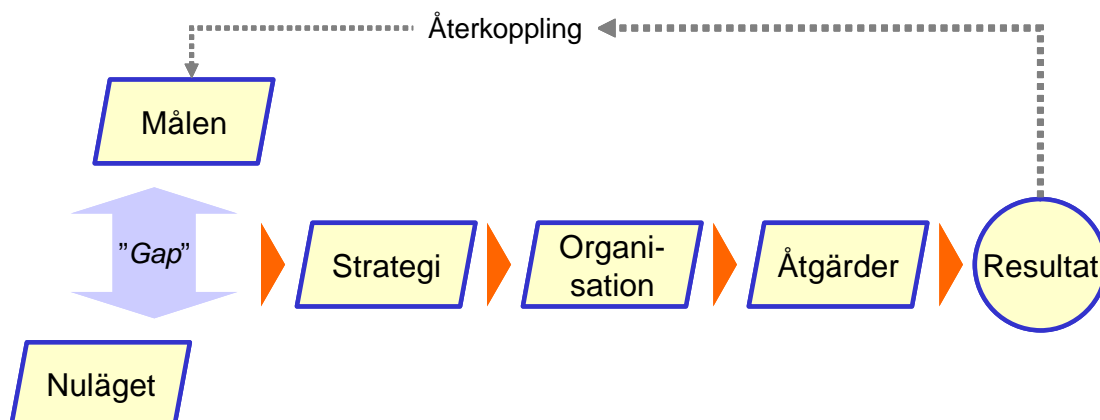 Återkoppling
Målen
”Gap”
Strategi
Organi-
sation
Åtgärder
Resultat
Nuläget